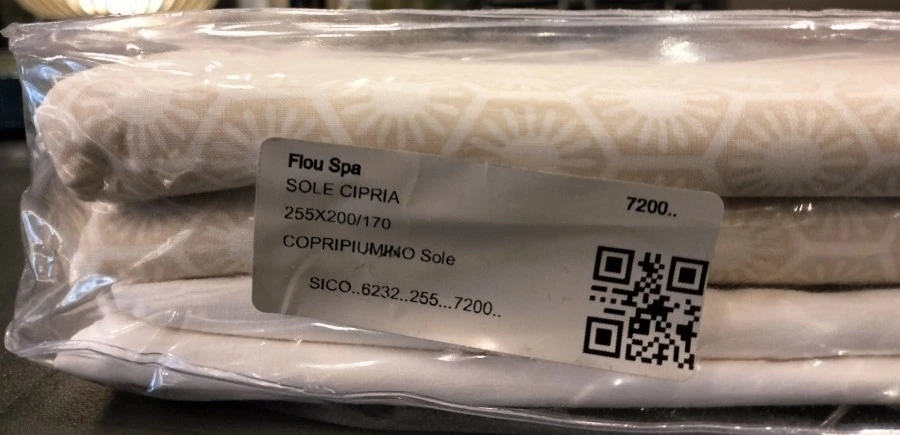 Flou Spa
SOLE CIPRIA
7200..
255X200/170
COPRIPIUMINO Sole
SICO..6232..255...7200..